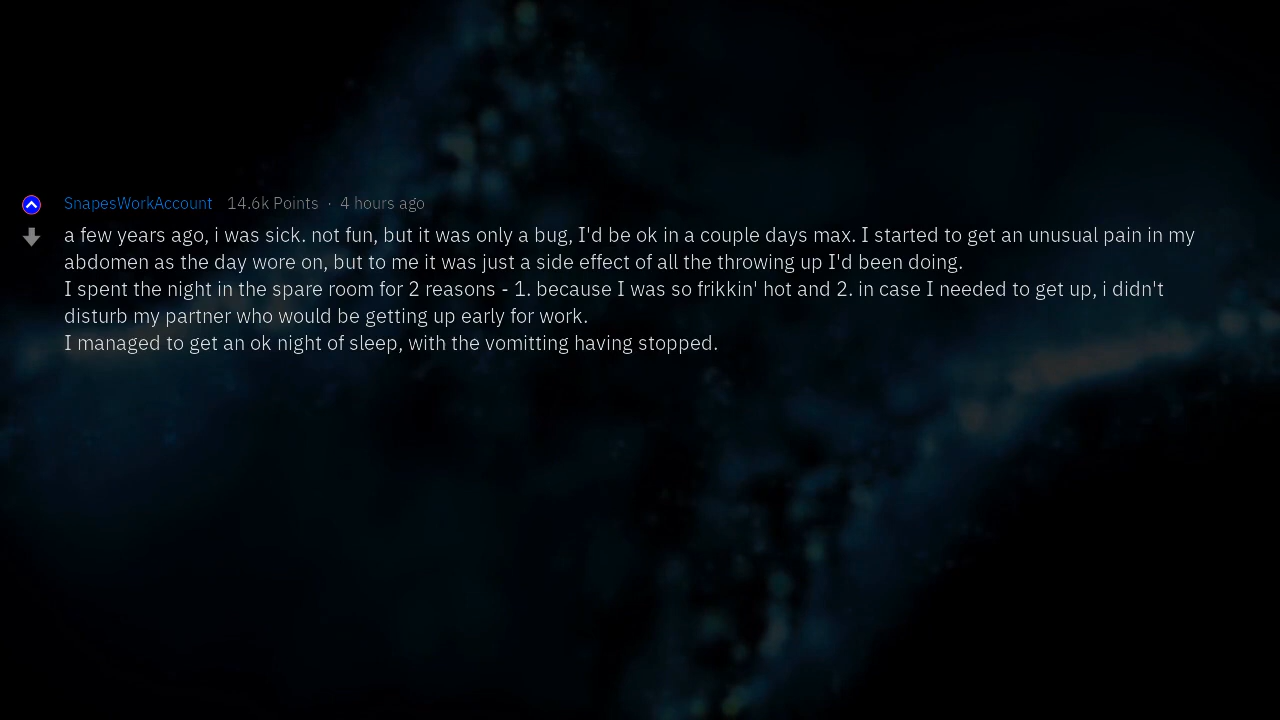 SnapesWorkAccount 14.6k Points · 4 hours ago
a few years ago, i was sick. not fun, but it was only a bug, I'd be ok in a couple days max. I started to get an unusual pain in my
abdomen as the day wore on, but to me it was just a side effect of all the throwing up I'd been doing.
I spent the night in the spare room for 2 reasons - 1. because I was so frikkin' hot and 2. in case I needed to get up, i didn't
disturb my partner who would be getting up early for work.
I managed to get an ok night of sleep, with the vomitting having stopped.